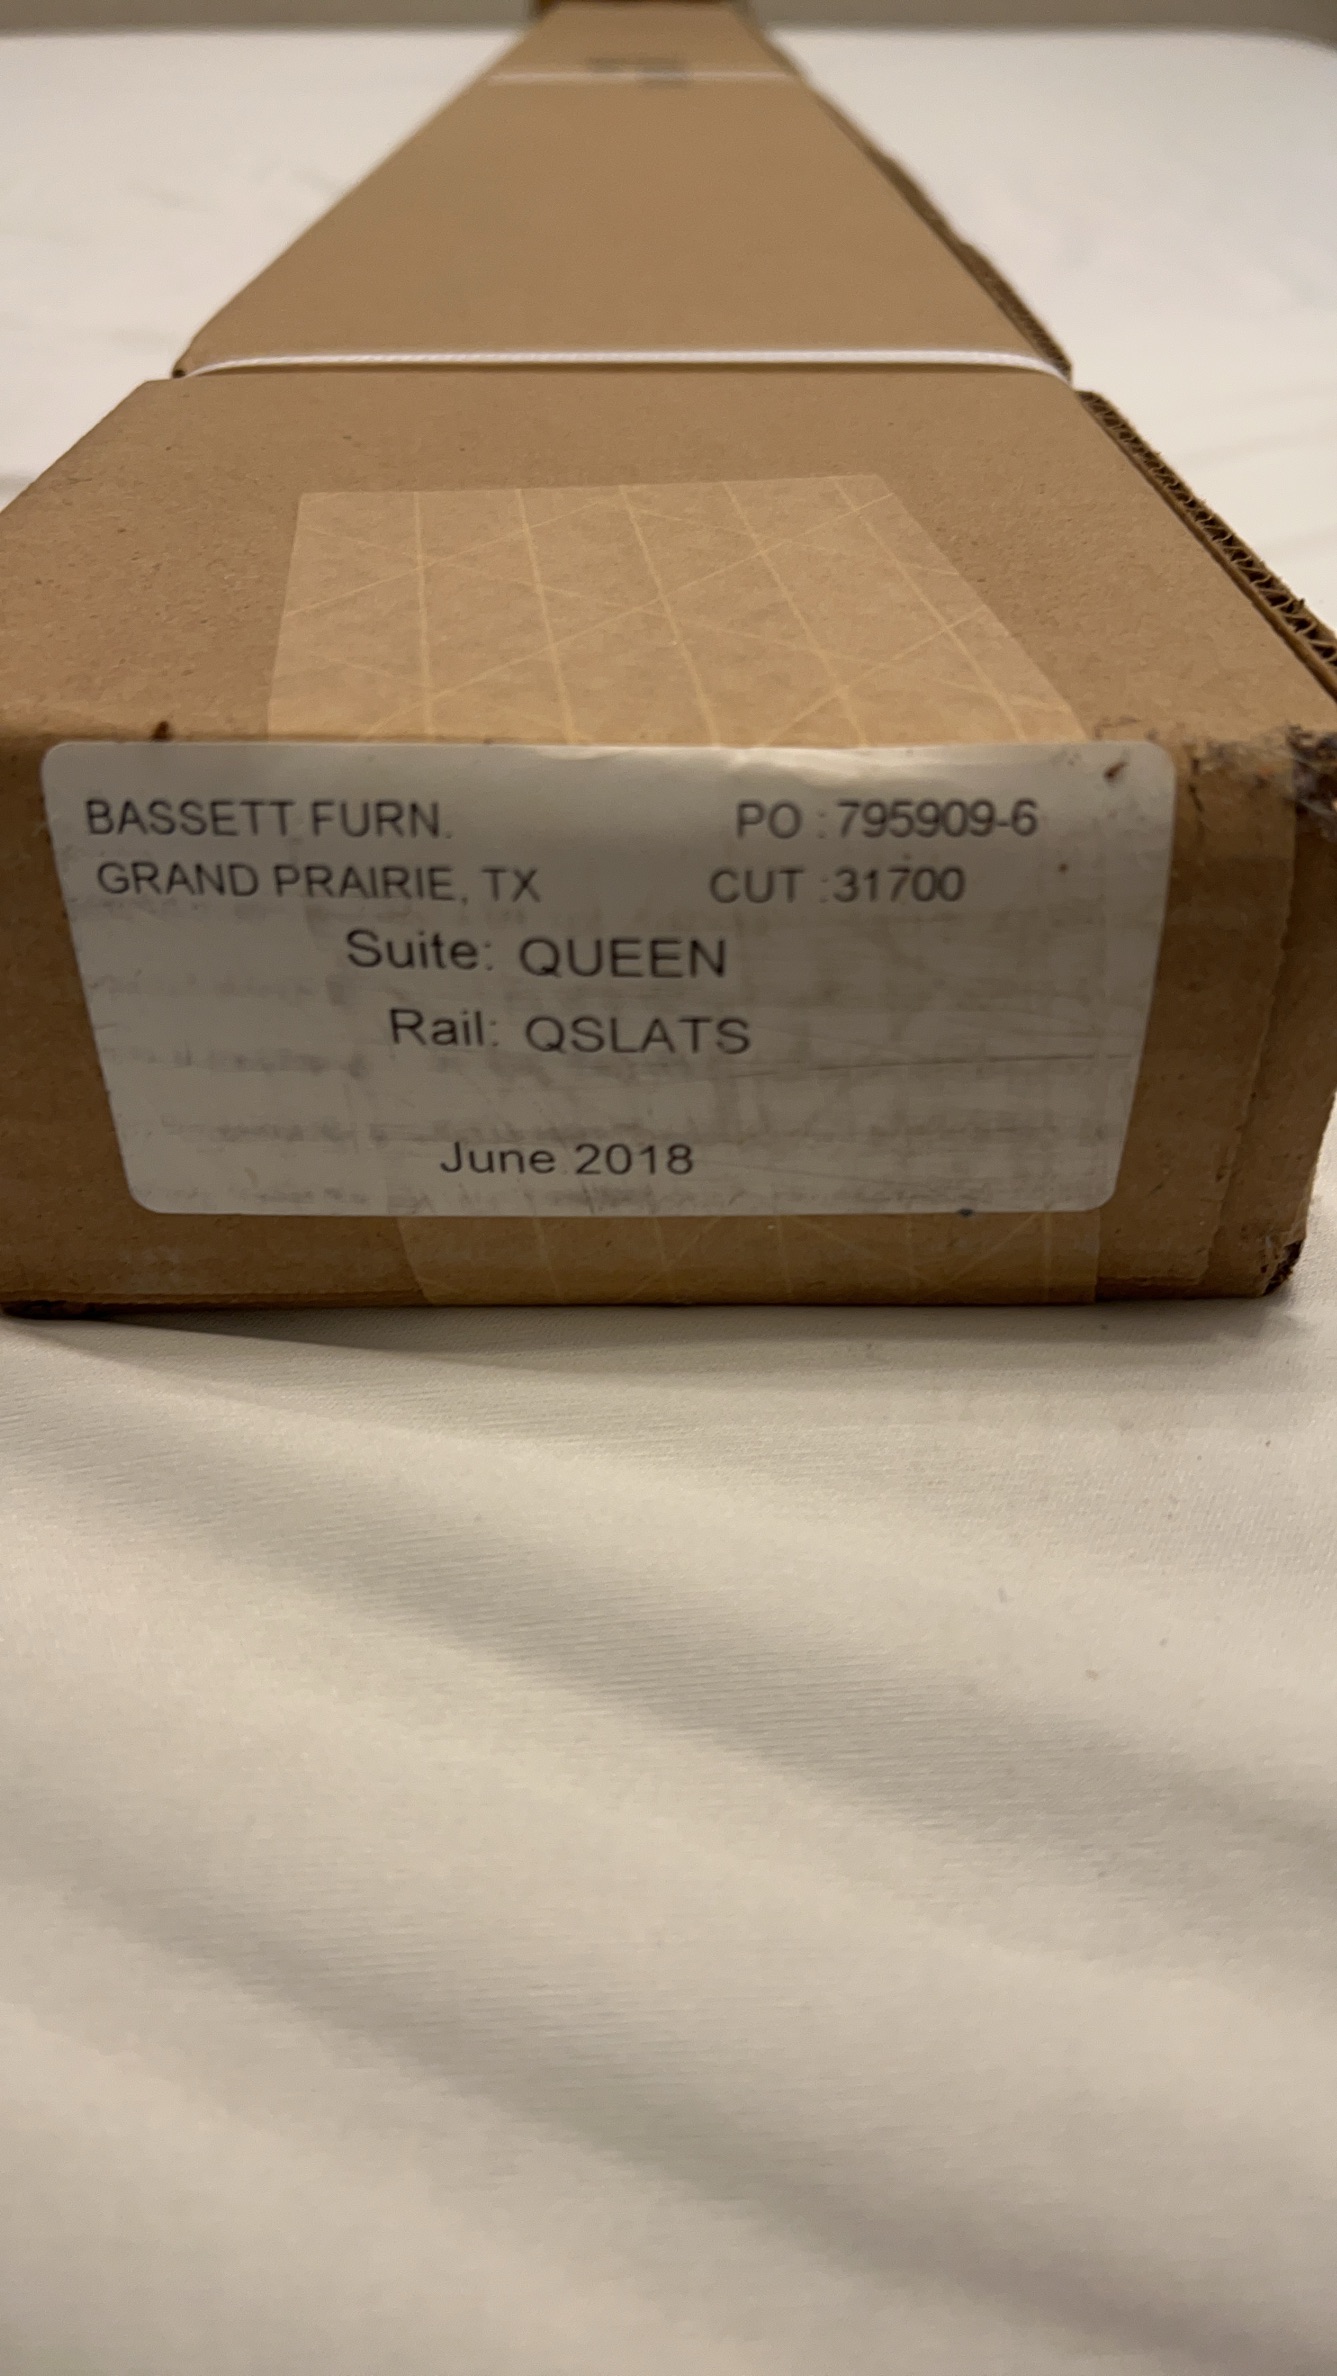 BASSETT FURN. PO : 795909-6
GRAND PRAIRIE, TX CUT :31700
Suite: QUEEN
Rail: QSLATS
June 2018